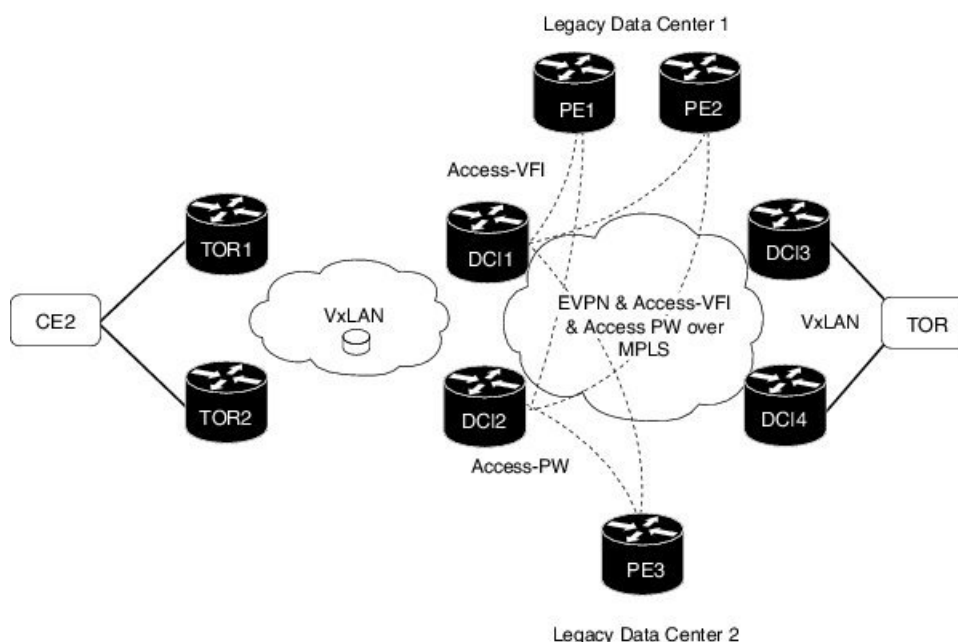 Legacy Data Center 1
PE1
PE2
Access-VFI
TOR1
DCI1
DCI3
CE2
VxLAN
EVPN & Access-VFI
& Access PW over
MPLS
VxLAN
TOR
TOR2
DCI2
DCI4
Access-PW
PE3
Legacy Data Center 2